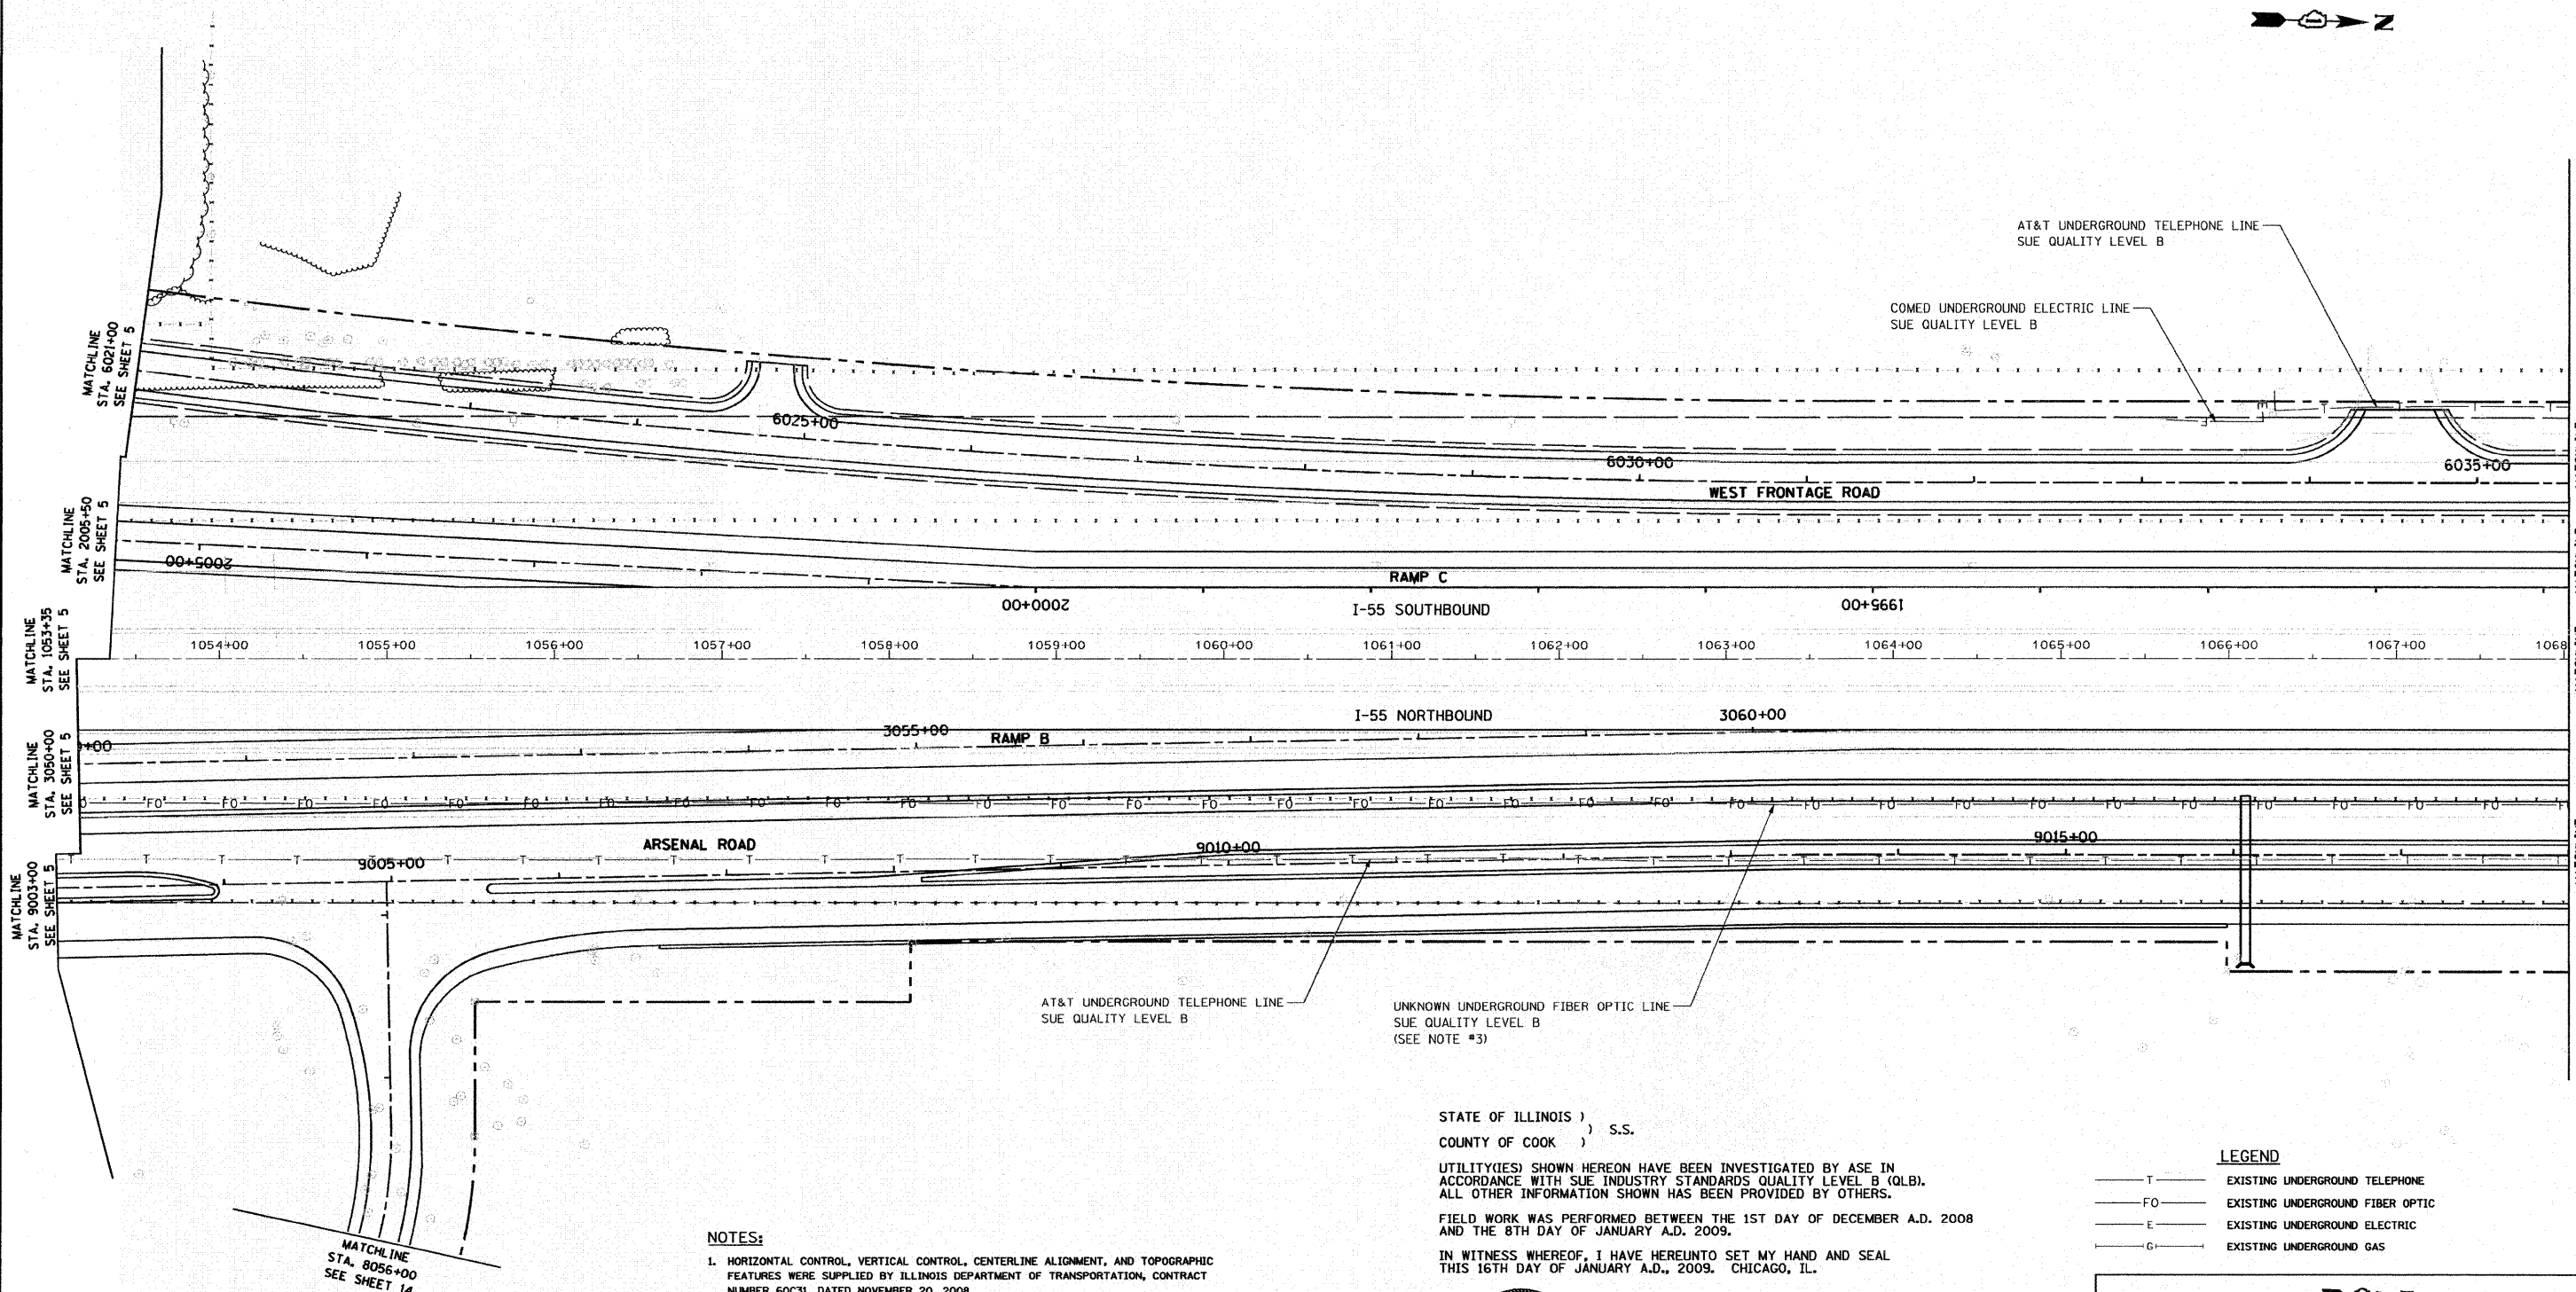 N
AT&T UNDERGROUND TELEPHONE LINE
SUE QUALITY LEVEL B
COMED UNDERGROUND ELECTRIC LINE
SUE QUALITY LEVEL B
MATCHLINE
STA. 6021+00
SEE SHEET 5
6025+00
6030+00
6035+00
WEST FRONTAGE ROAD
MATCHLINE
STA. 2005+50
SEE SHEET 5
2005+00
RAMP C
2000+00
I-55 SOUTHBOUND
1995+00
MATCHLINE
STA. 1053+35
SEE SHEET 5
1054+00
1055+00
1056+00
1057+00
1058+00
1059+00
1060+00
1061+00
1062+00
1063+00
1064+00
1065+00
1066+00
1067+00
1068
I-55 NORTHBOUND
MATCHLINE
STA. 3050+00
SEE SHEET 5
+00
3055+00
RAMP B
3060+00
ARSENAL ROAD
MATCHLINE
STA. 9003+00
SEE SHEET 5
9005+00
9010+00
9015+00
AT&T UNDERGROUND TELEPHONE LINE
SUE QUALITY LEVEL B
UNKNOWN UNDERGROUND FIBER OPTIC LINE
SUE QUALITY LEVEL B
(SEE NOTE #3)
MATCHLINE
STA. 8056+00
SEE SHEET 14
NOTES:
1. HORIZONTAL CONTROL, VERTICAL CONTROL, CENTERLINE ALIGNMENT, AND TOPOGRAPHIC
FEATURES WERE SUPPLIED BY ILLINOIS DEPARTMENT OF TRANSPORTATION, CONTRACT
NUMBER 60C31, DATED NOVEMBER 20, 2008
STATE OF ILLINOIS )
) S.S.
COUNTY OF COOK )
UTILITY(IES) SHOWN HEREON HAVE BEEN INVESTIGATED BY ASE IN
ACCORDANCE WITH SUE INDUSTRY STANDARDS QUALITY LEVEL B (QLB).
ALL OTHER INFORMATION SHOWN HAS BEEN PROVIDED BY OTHERS.
FIELD WORK WAS PERFORMED BETWEEN THE 1ST DAY OF DECEMBER A.D. 2008
AND THE 8TH DAY OF JANUARY A.D. 2009.
IN WITNESS WHEREOF, I HAVE HEREUNTO SET MY HAND AND SEAL
THIS 16TH DAY OF JANUARY A.D., 2009. CHICAGO, IL.
LEGEND
T EXISTING UNDERGROUND TELEPHONE
FO EXISTING UNDERGROUND FIBER OPTIC
E EXISTING UNDERGROUND ELECTRIC
G EXISTING UNDERGROUND GAS